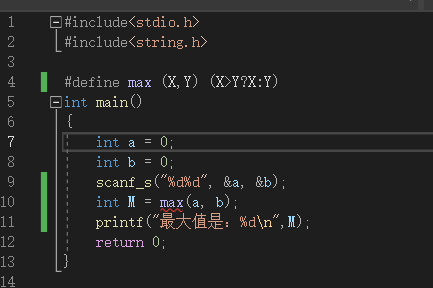 1 #include<stdio.h>
2 #include<string.h>
3
4 #define max (X,Y) (X>Y?X:Y)
5 int main()
6 {
7 int a = 0;
8 int b = 0;
9 scanf_s("%d%d", &a, &b);
10 int M = max(a, b);
11 printf("最大值是：%d\n",M);
12 return 0;
13 }
14